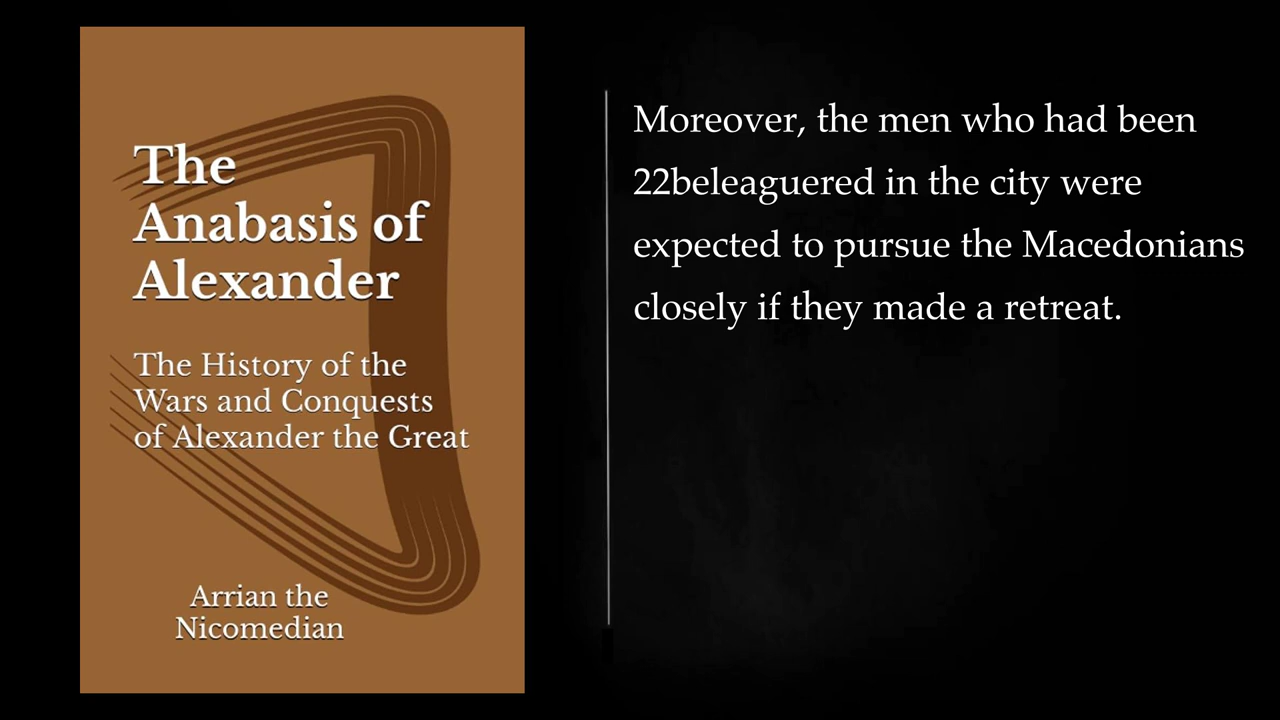 The
Anabasis of
Alexander
The History of the
Wars and Conquests
of Alexander the Great
Arrian the
Nicomedian
Moreover, the men who had been
22beleaguered in the city were
expected to pursue the Macedonians
closely if they made a retreat.